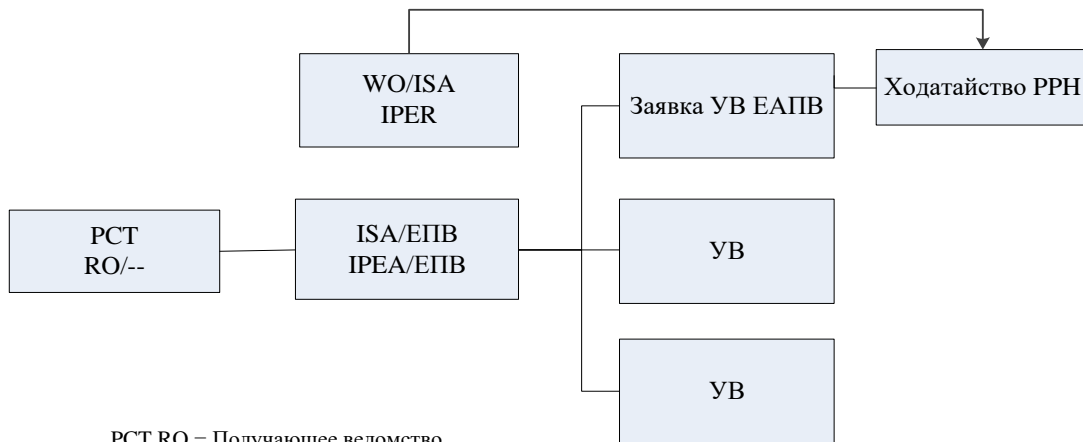 WO/ISA
IPER
Заявка УВ ЕАПВ
Ходатайство РРН
PCT
RO/--
ISA/ЕПВ
IPEA/ЕПВ
УВ
УВ
PCT RO = Получающее ведомство